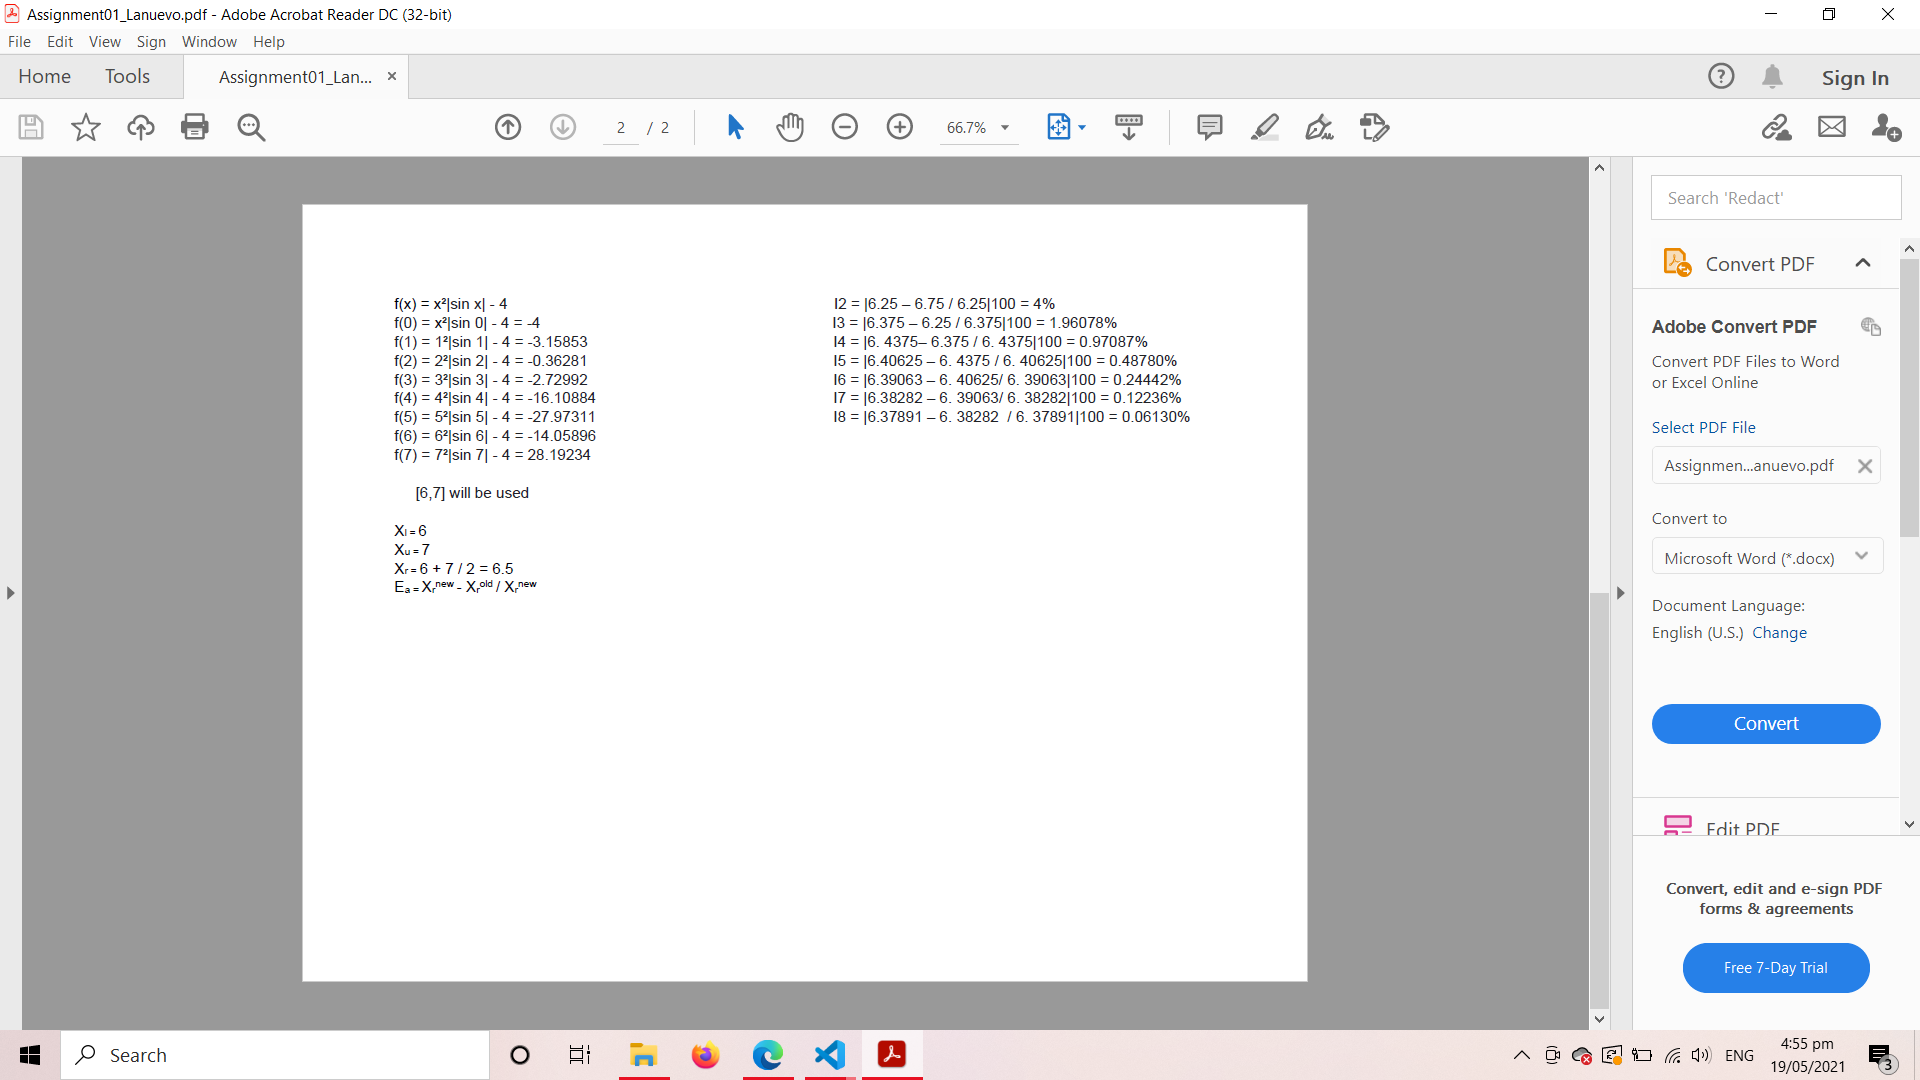 Assignment01_Lanuevo.pdf - Adobe Acrobat Reader DC (32-bit)
File Edit View Sign Window Help
Home Tools Assignment01_Lan... ×
Sign In
2 / 2
66.7%
f(x) = x²|sin x| - 4
f(0) = x²|sin 0| - 4 = -4
f(1) = 1²|sin 1| - 4 = -3.15853
f(2) = 2²|sin 2| - 4 = -0.36281
f(3) = 3²|sin 3| - 4 = -2.72992
f(4) = 4²|sin 4| - 4 = -16.10884
f(5) = 5²|sin 5| - 4 = -27.97311
f(6) = 6²|sin 6| - 4 = -14.05896
f(7) = 7²|sin 7| - 4 = 28.19234
[6,7] will be used
Xl = 6
Xu = 7
Xr = 6 + 7 / 2 = 6.5
Ea = Xr^new - Xr^old / Xr^new
I2 = |6.25 – 6.75 / 6.25|100 = 4%
I3 = |6.375 – 6.25 / 6.375|100 = 1.96078%
I4 = |6. 4375– 6.375 / 6. 4375|100 = 0.97087%
I5 = |6.40625 – 6. 4375 / 6. 40625|100 = 0.48780%
I6 = |6.39063 – 6. 40625/ 6. 39063|100 = 0.24442%
I7 = |6.38282 – 6. 39063/ 6. 38282|100 = 0.12236%
I8 = |6.37891 – 6. 38282 / 6. 37891|100 = 0.06130%
Search 'Redact'
Convert PDF
Adobe Convert PDF
Convert PDF Files to Word
or Excel Online
Select PDF File
Assignmen...anuevo.pdf
Convert to
Microsoft Word (*.docx)
Document Language:
English (U.S.) Change
Convert
Edit PDF
Convert, edit and e-sign PDF
forms & agreements
Free 7-Day Trial
Search
ENG
4:55 pm
19/05/2021
3